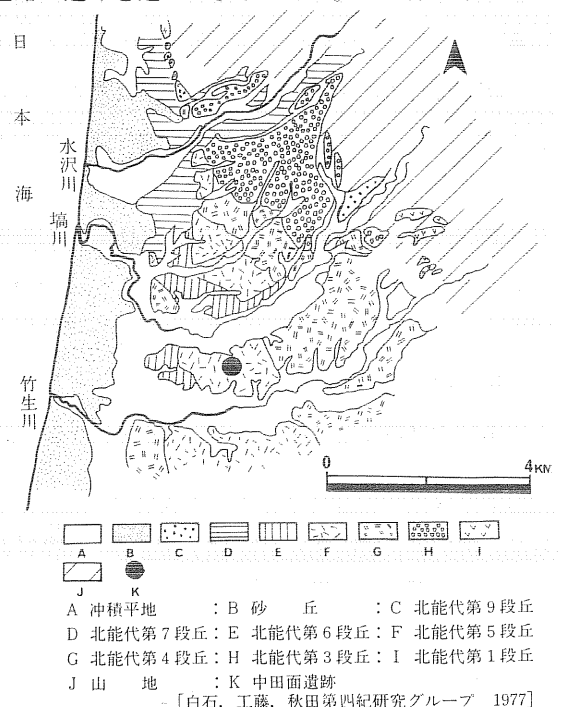 日本海
水沢川
塙川
竹生川
0 4KM
A B C D E F G H I
J K
A 沖積平地 : B 砂 丘 : C 北能代第9段丘
D 北能代第7段丘 : E 北能代第6段丘 : F 北能代第5段丘
G 北能代第4段丘 : H 北能代第3段丘 : I 北能代第1段丘
J 山 地 : K 中田面遺跡
[白石, 工藤, 秋田第四紀研究グループ 1977]